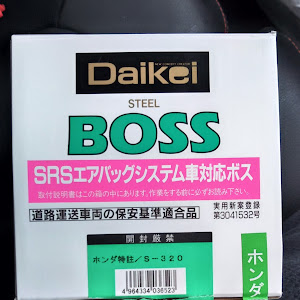 Daikei
STEEL
BOSS
SRSエアバッグシステム車対応ボス
取付説明書はこの箱の中にあります。作業をする前に必ずお読み下さい。
道路運送車両の保安基準適合品
実用新案登録
第3041532号
開封厳禁
ホンダ特註/S-320
4964334036523
ホンダ